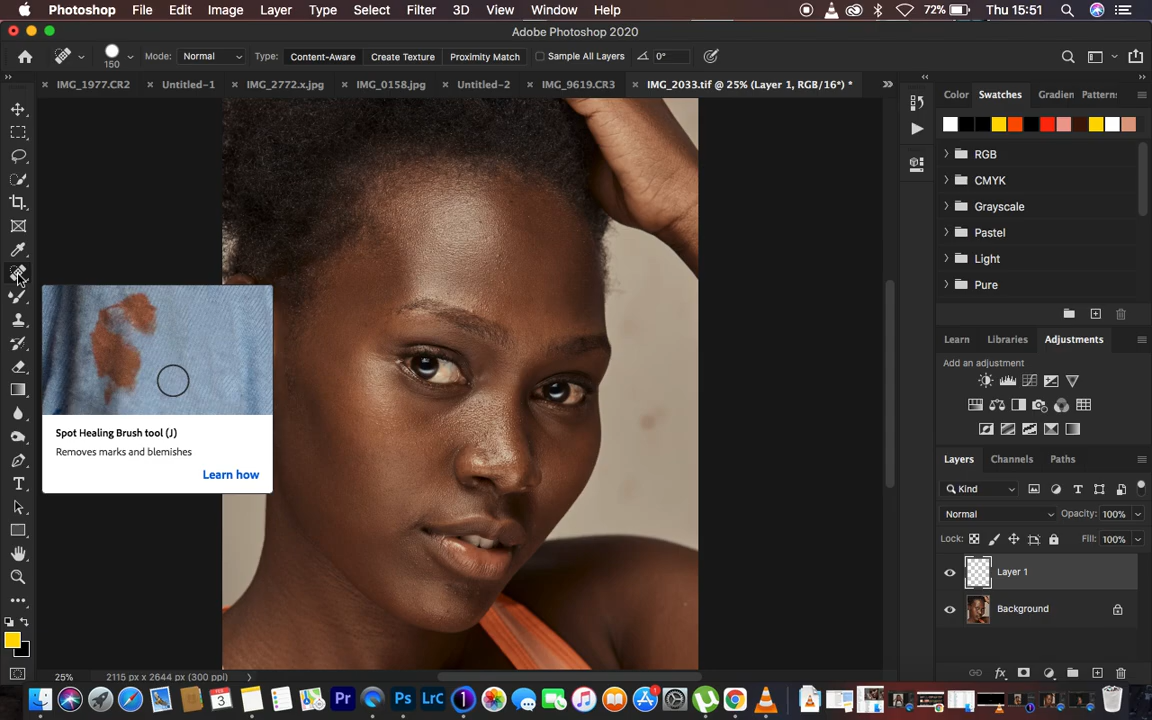 Photoshop File Edit Image Layer Type Select Filter 3D View Window Help 72% Thu 15:51
Adobe Photoshop 2020
150 Mode: Normal Type: Content-Aware Create Texture Proximity Match Sample All Layers 0°
IMG_1977.CR2 Untitled-1 IMG_2772.x.jpg IMG_0158.jpg Untitled-2 IMG_9619.CR3 IMG_2033.tif @ 25% (Layer 1, RGB/16*) *
Color Swatches Gradien Pattern:
RGB
CMYK
Grayscale
Pastel
Light
Pure
Learn Libraries Adjustments
Add an adjustment
Spot Healing Brush tool (J)
Removes marks and blemishes
Learn how
Layers Channels Paths
Kind
Normal Opacity: 100%
Lock: Fill: 100%
Layer 1
Background
25% 2115 px x 2644 px (300 ppi)
3 Pr Ps LrC 1